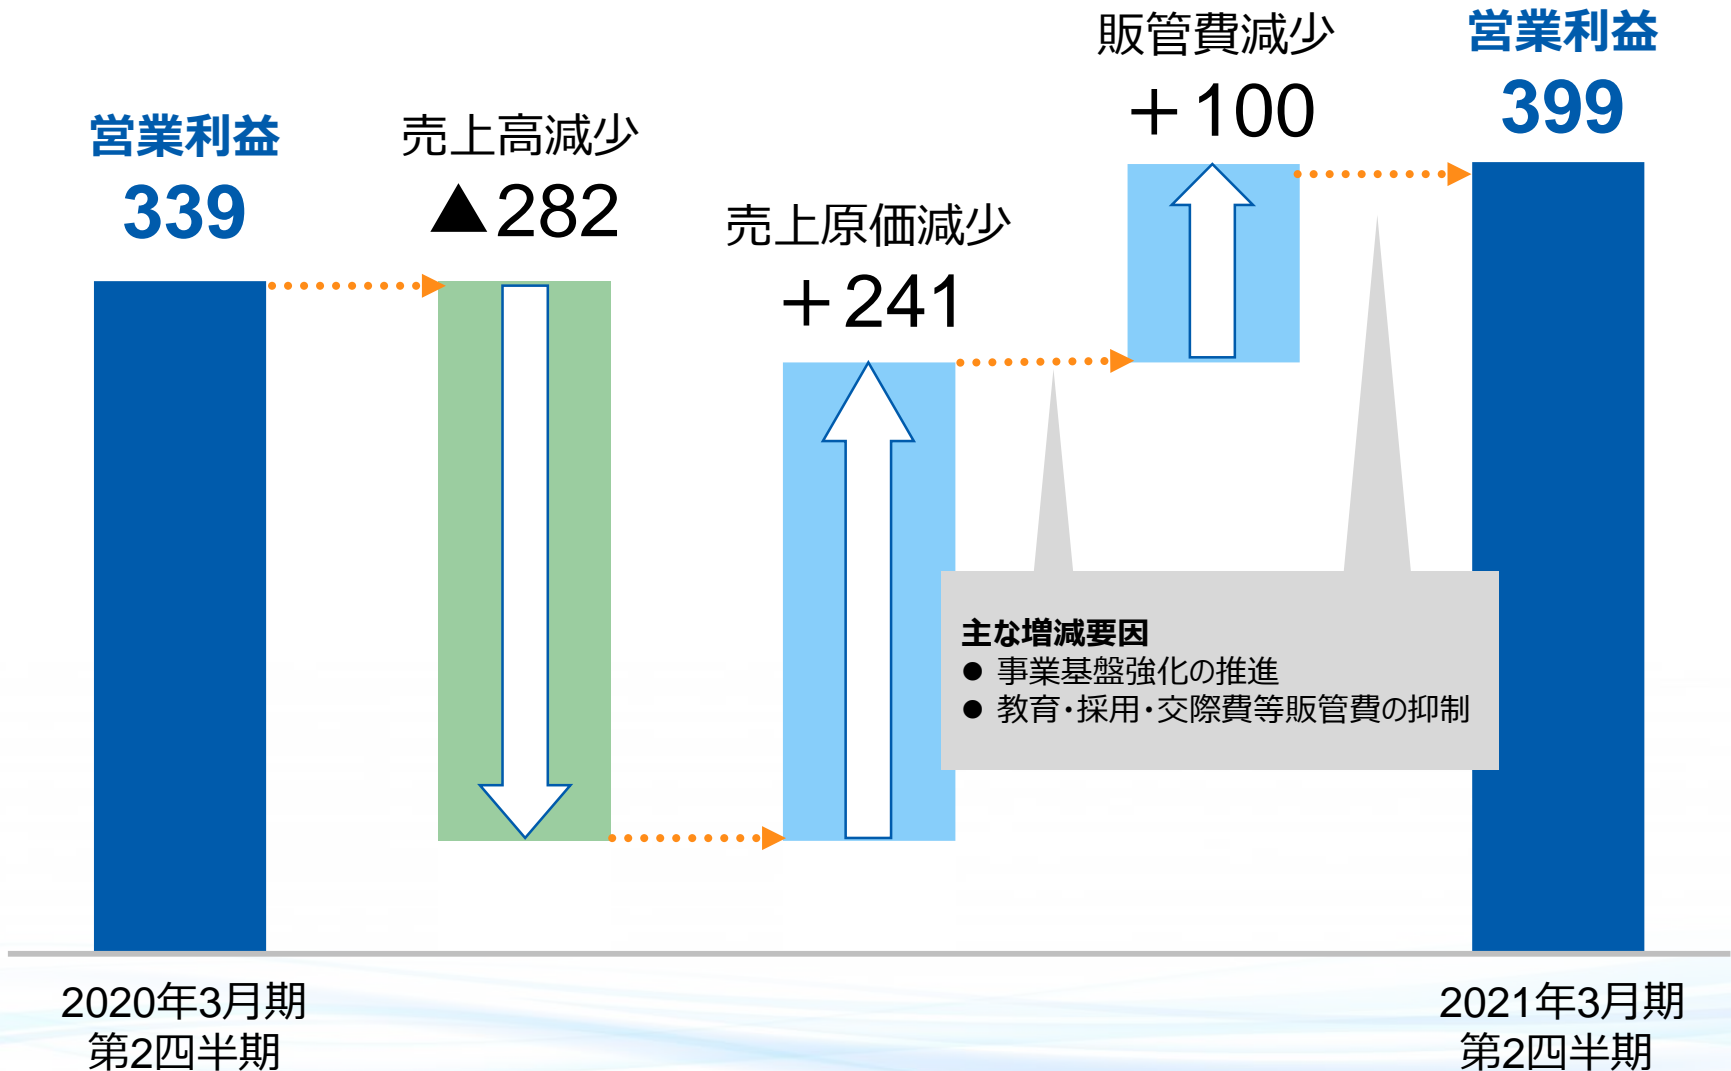 営業利益
339
売上高減少
▲282
売上原価減少
＋241
販管費減少
＋100
営業利益
399
主な増減要因
● 事業基盤強化の推進
● 教育・採用・交際費等販管費の抑制
2020年3月期
第2四半期
2021年3月期
第2四半期